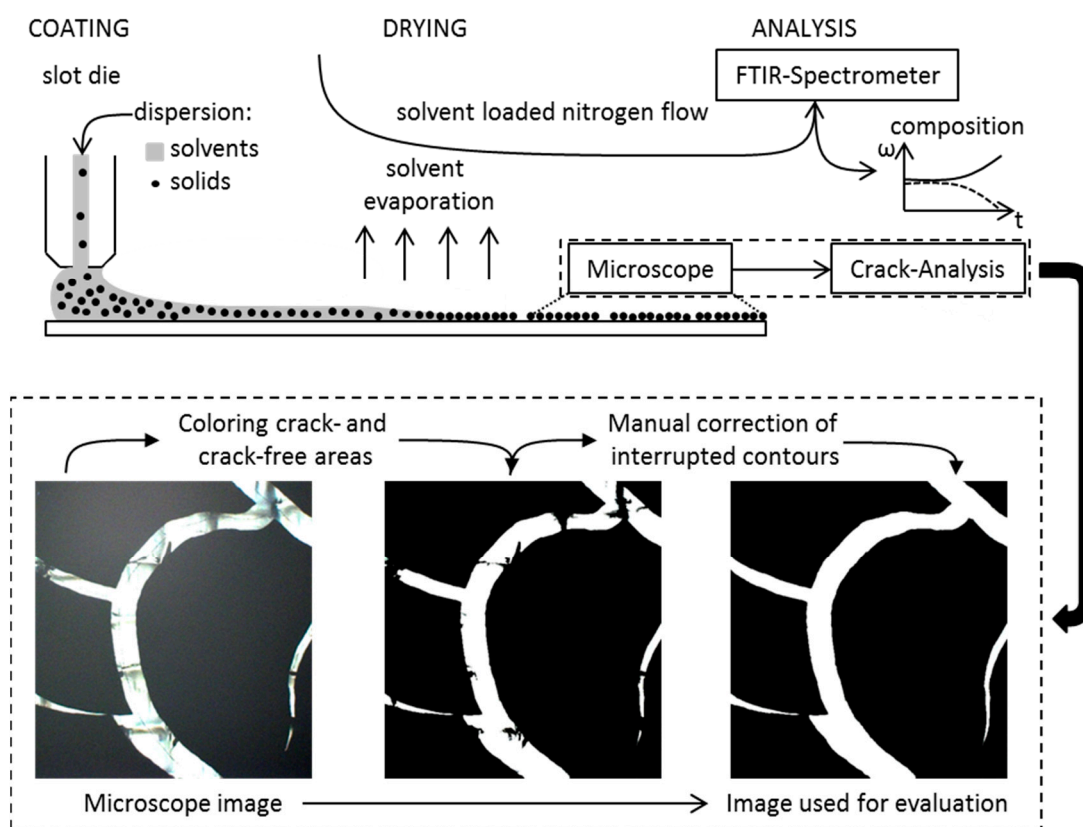 COATING
DRYING
ANALYSIS
slot die
FTIR-Spectrometer
dispersion:
solvents
solids
solvent loaded nitrogen flow
composition
ω
t
solvent
evaporation
Microscope
Crack-Analysis
Coloring crack- and
crack-free areas
Manual correction of
interrupted contours
Microscope image
Image used for evaluation